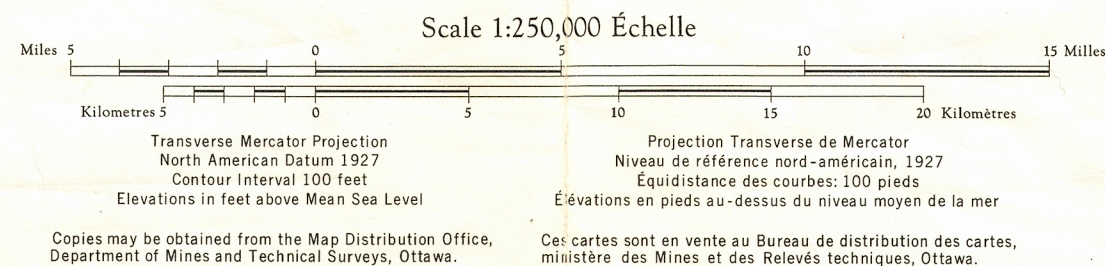 Scale 1:250,000 Échelle
Miles 5 0 5 10 15 Milles
Kilometres 5 0 5 10 15 20 Kilomètres
Transverse Mercator Projection
North American Datum 1927
Contour Interval 100 feet
Elevations in feet above Mean Sea Level
Projection Transverse de Mercator
Niveau de référence nord-américain, 1927
Équidistance des courbes: 100 pieds
Élévations en pieds au-dessus du niveau moyen de la mer
Copies may be obtained from the Map Distribution Office,
Department of Mines and Technical Surveys, Ottawa.
Ces cartes sont en vente au Bureau de distribution des cartes,
ministère des Mines et des Relevés techniques, Ottawa.